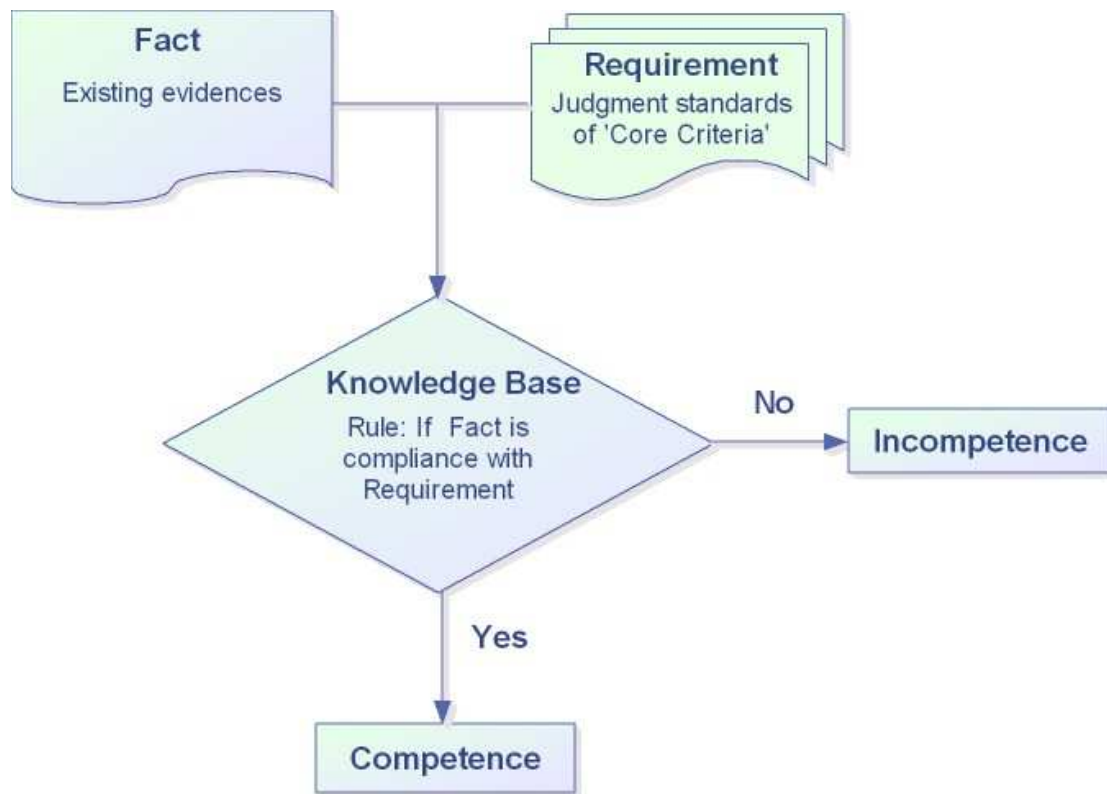 Fact
Existing evidences
Requirement
Judgment standards
of 'Core Criteria'
Knowledge Base
Rule: If Fact is
compliance with
Requirement
No
Incompetence
Yes
Competence